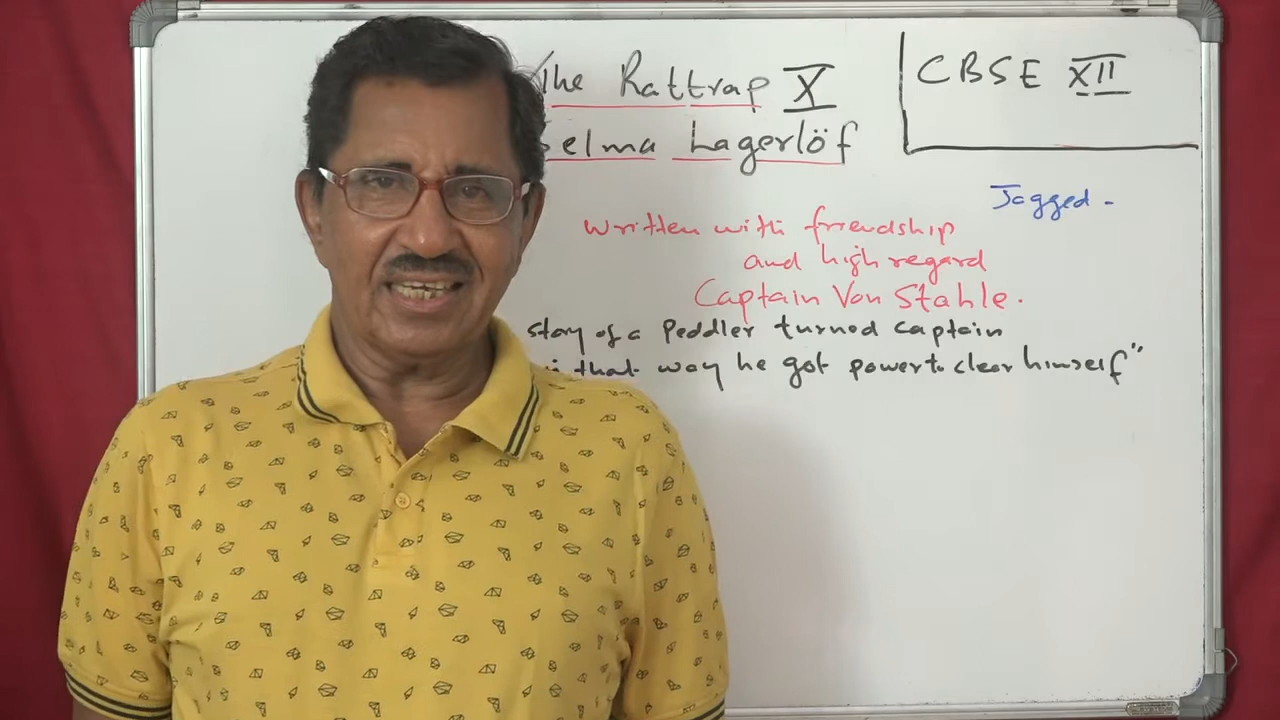 The Rattrap X
Selma Lagerlöf
CBSE XII
Jagged -
written with friendship
and high regard
Captain Von Stahle.
story of a Peddler turned Captain
that way he got power to clear himself"